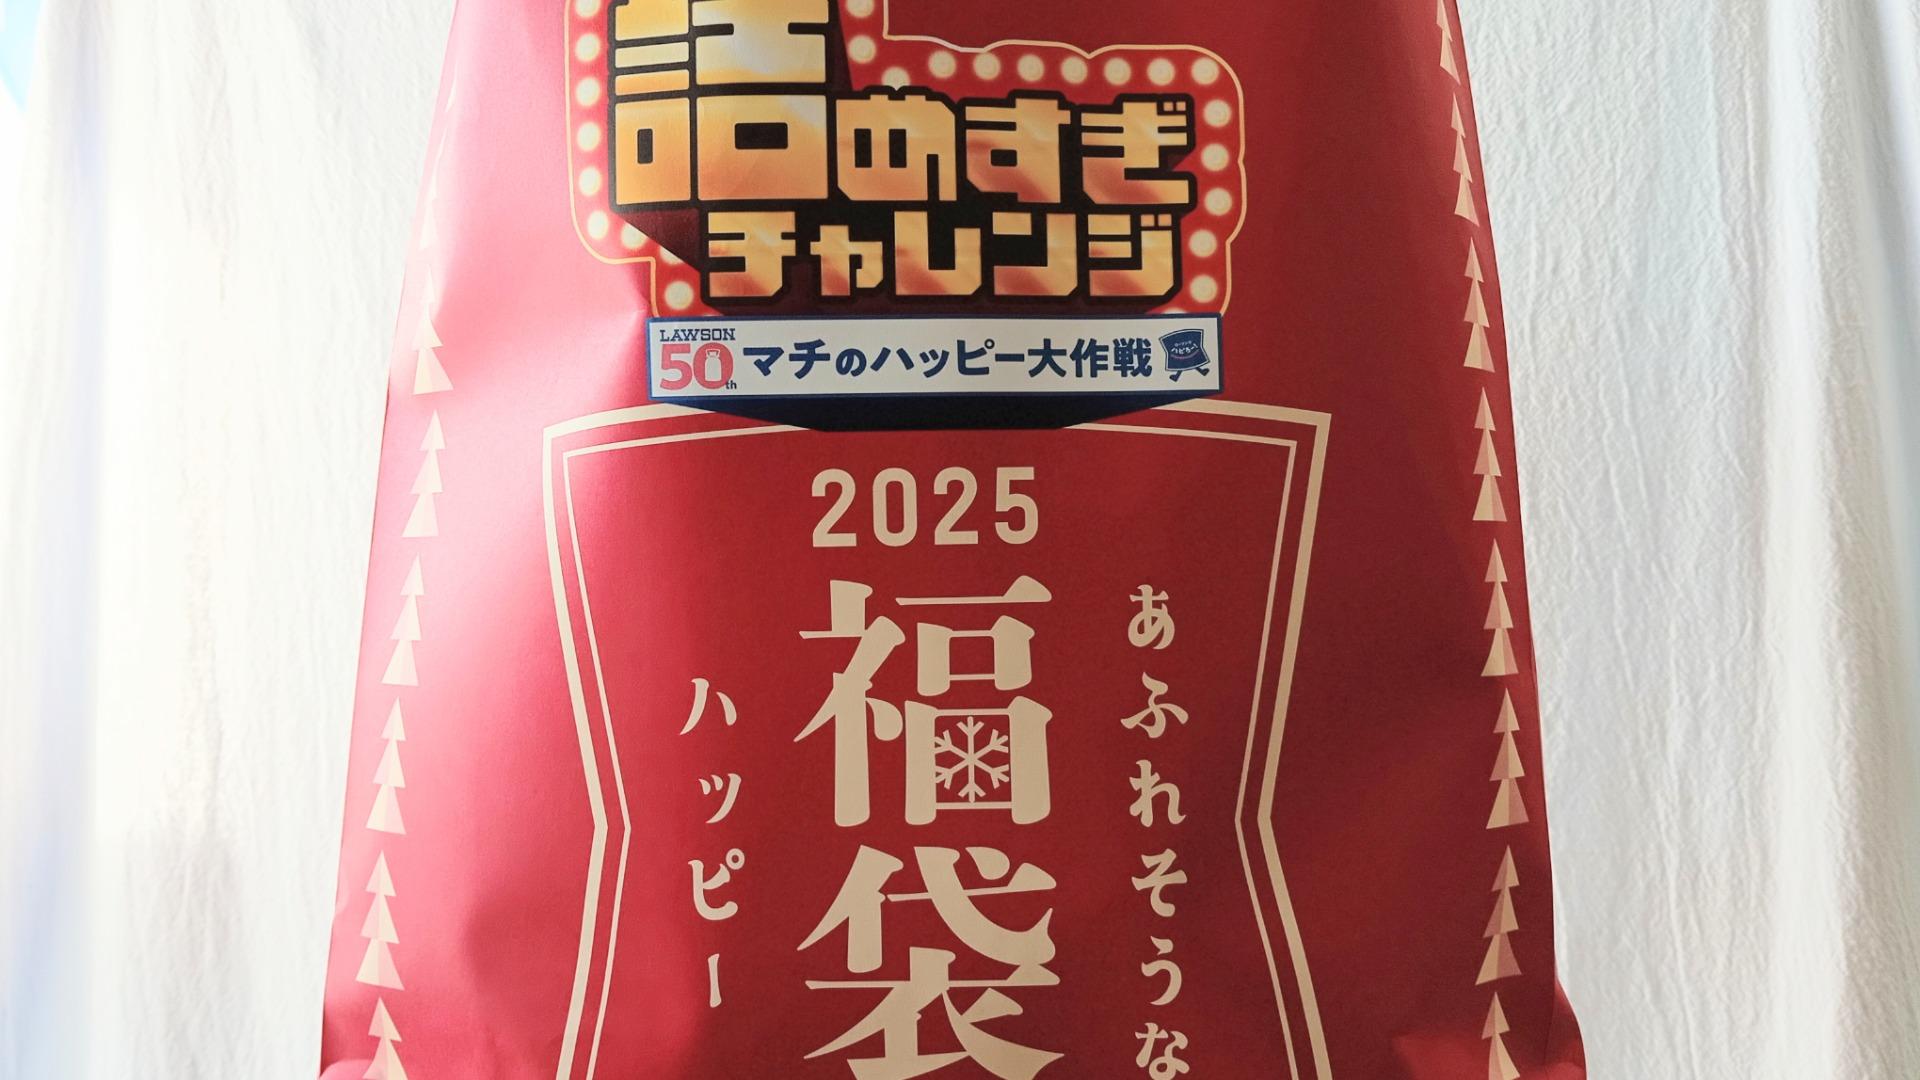 詰めすぎ
チャレンジ
LAWSON
50th
マチのハッピー大作戦
2025
あふれそうな
福袋
ハッピー